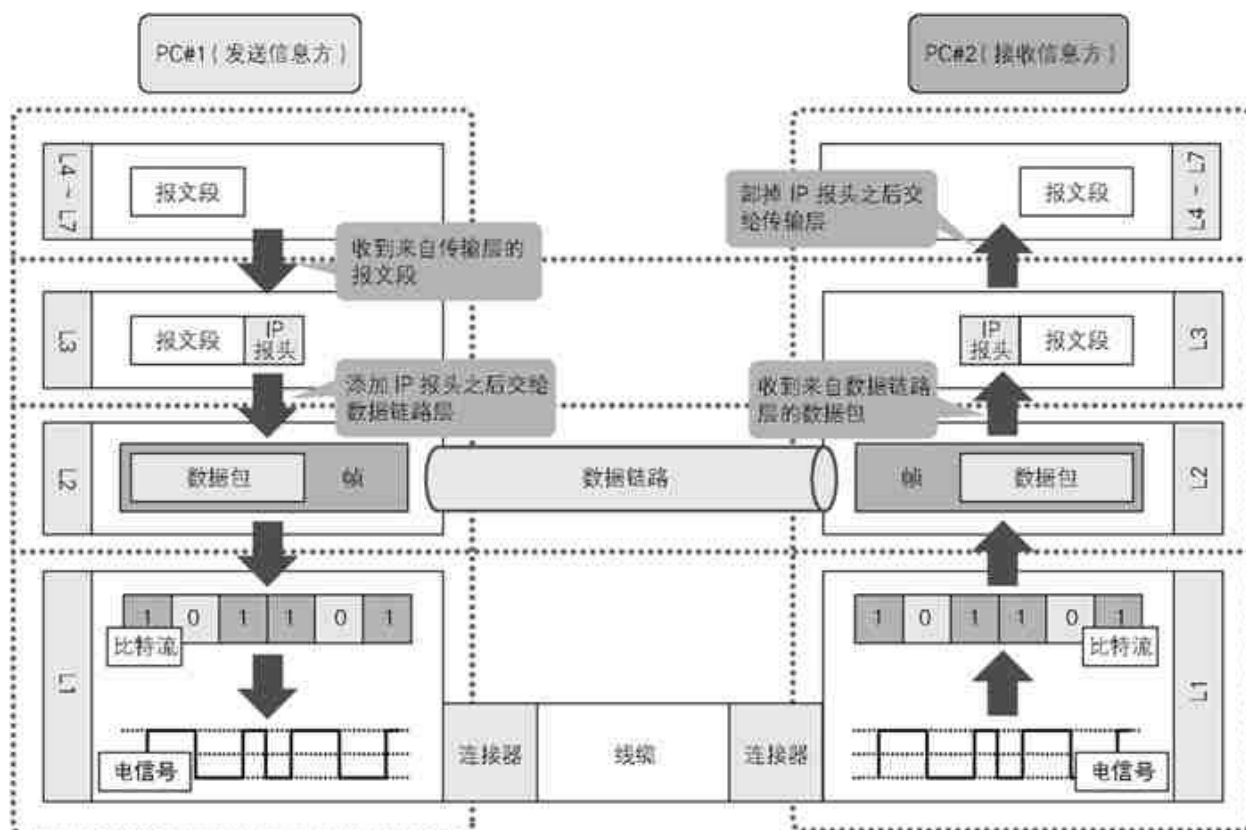 PC#1（发送信息方）
PC#2（接收信息方）
L4～L7
报文段
收到来自传输层的
报文段
卸掉 IP 报头之后交
给传输层
报文段
L4～L7
L3
报文段
IP
报头
添加 IP 报头之后交给
数据链路层
收到来自数据链路
层的数据包
IP
报头
报文段
L3
L2
数据包
帧
数据链路
帧
数据包
L2
L1
1 0 1 1 0 1
比特流
电信号
连接器
线缆
连接器
1 0 1 1 0 1
比特流
电信号
L1